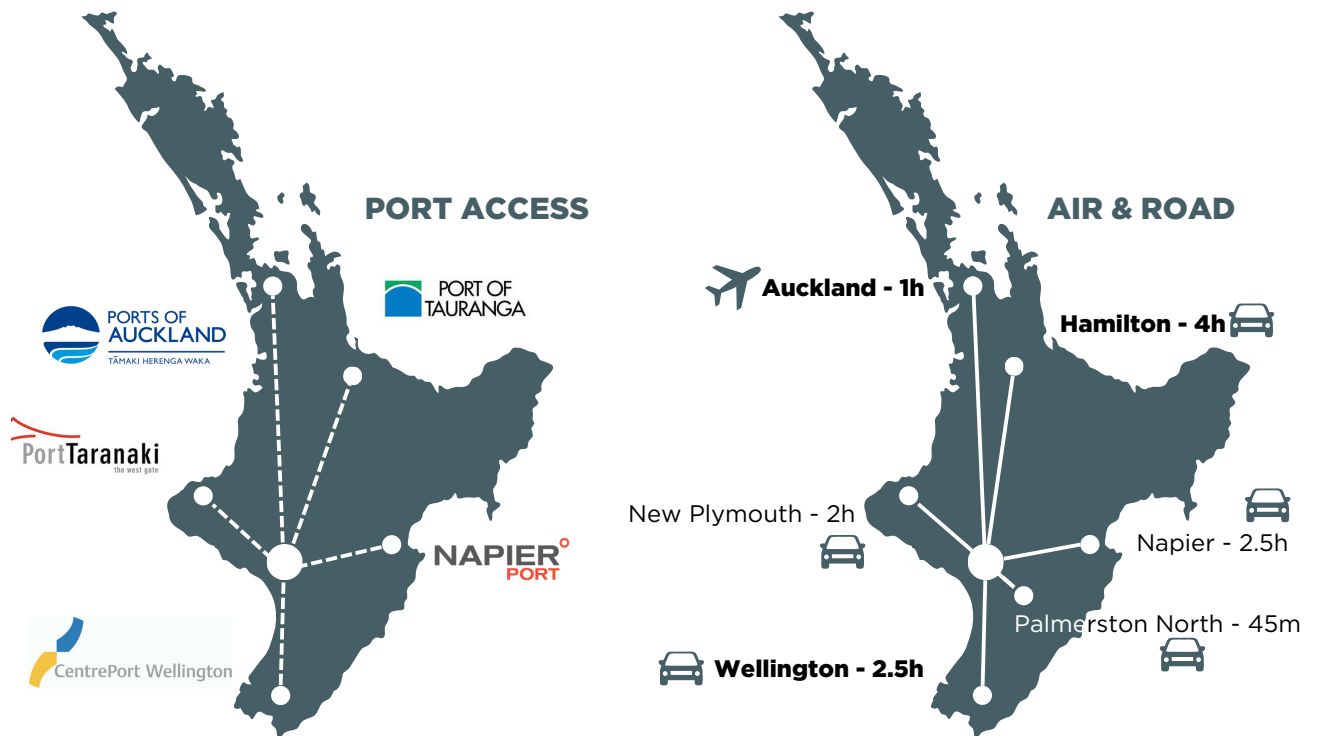 PORT ACCESS
PORT OF
TAURANGA
PORTS OF
AUCKLAND
TĀMAKI HERENGA WAKA
PortTaranaki
the west gate
NAPIER
PORT
CentrePort Wellington
AIR & ROAD
Auckland - 1h
Hamilton - 4h
New Plymouth - 2h
Napier - 2.5h
Palmerston North - 45m
Wellington - 2.5h